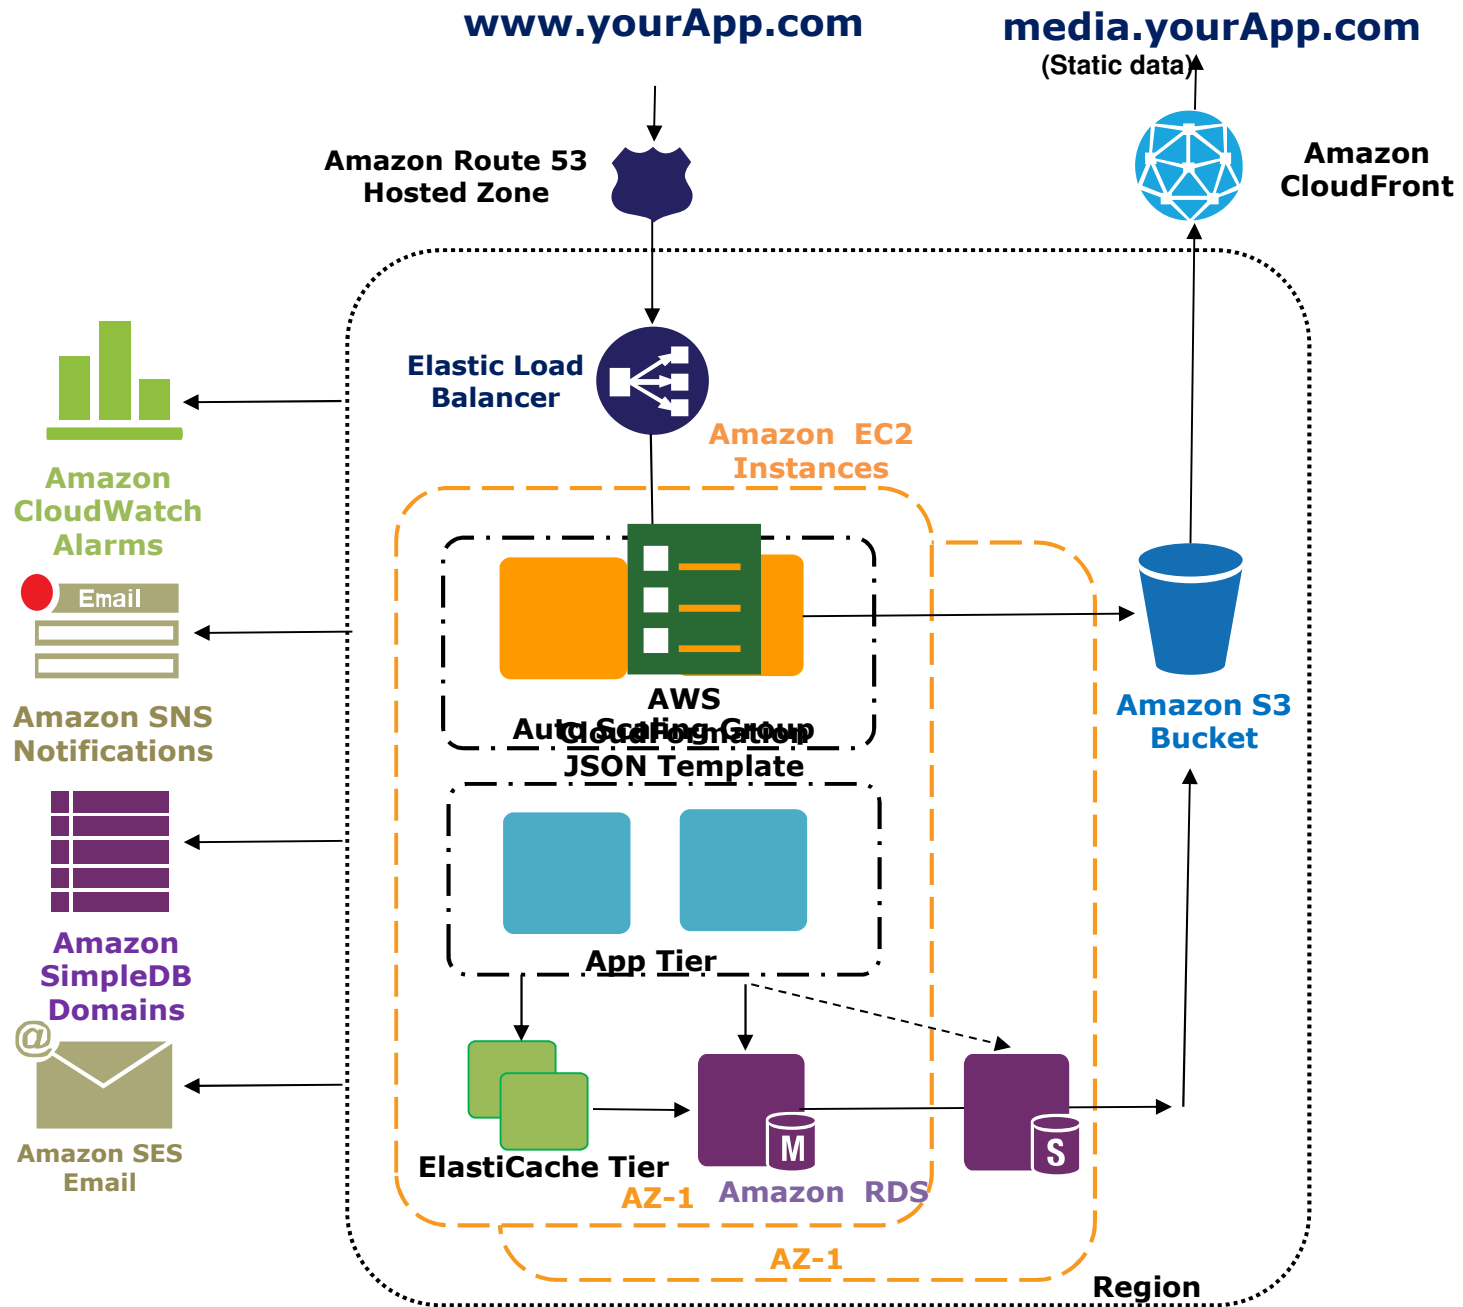 www.yourApp.com
media.yourApp.com
(Static data)
Amazon Route 53
Hosted Zone
Amazon
CloudFront
Elastic Load
Balancer
Amazon EC2
Instances
Amazon
CloudWatch
Alarms
Email
Amazon SNS
Notifications
AWS
CloudFormation
JSON Template
Auto Scaling Group
Amazon S3
Bucket
App Tier
Amazon
SimpleDB
Domains
@
Amazon SES
Email
ElastiCache Tier
M
S
Amazon RDS
AZ-1
AZ-1
Region